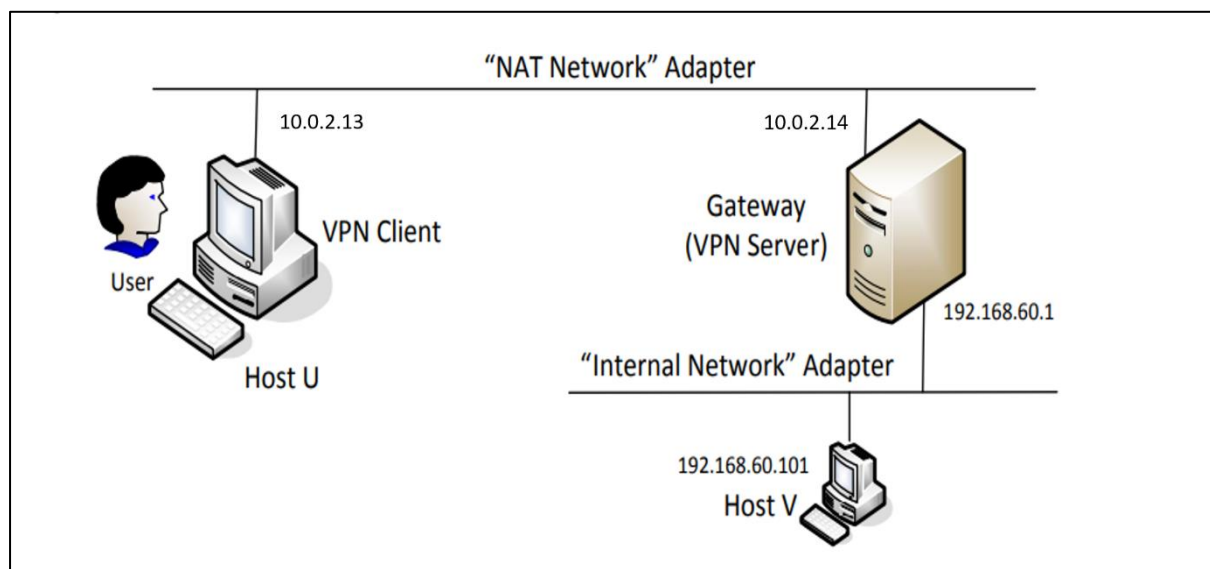 “NAT Network” Adapter
10.0.2.13
10.0.2.14
VPN Client
User
Host U
Gateway
(VPN Server)
192.168.60.1
“Internal Network” Adapter
192.168.60.101
Host V